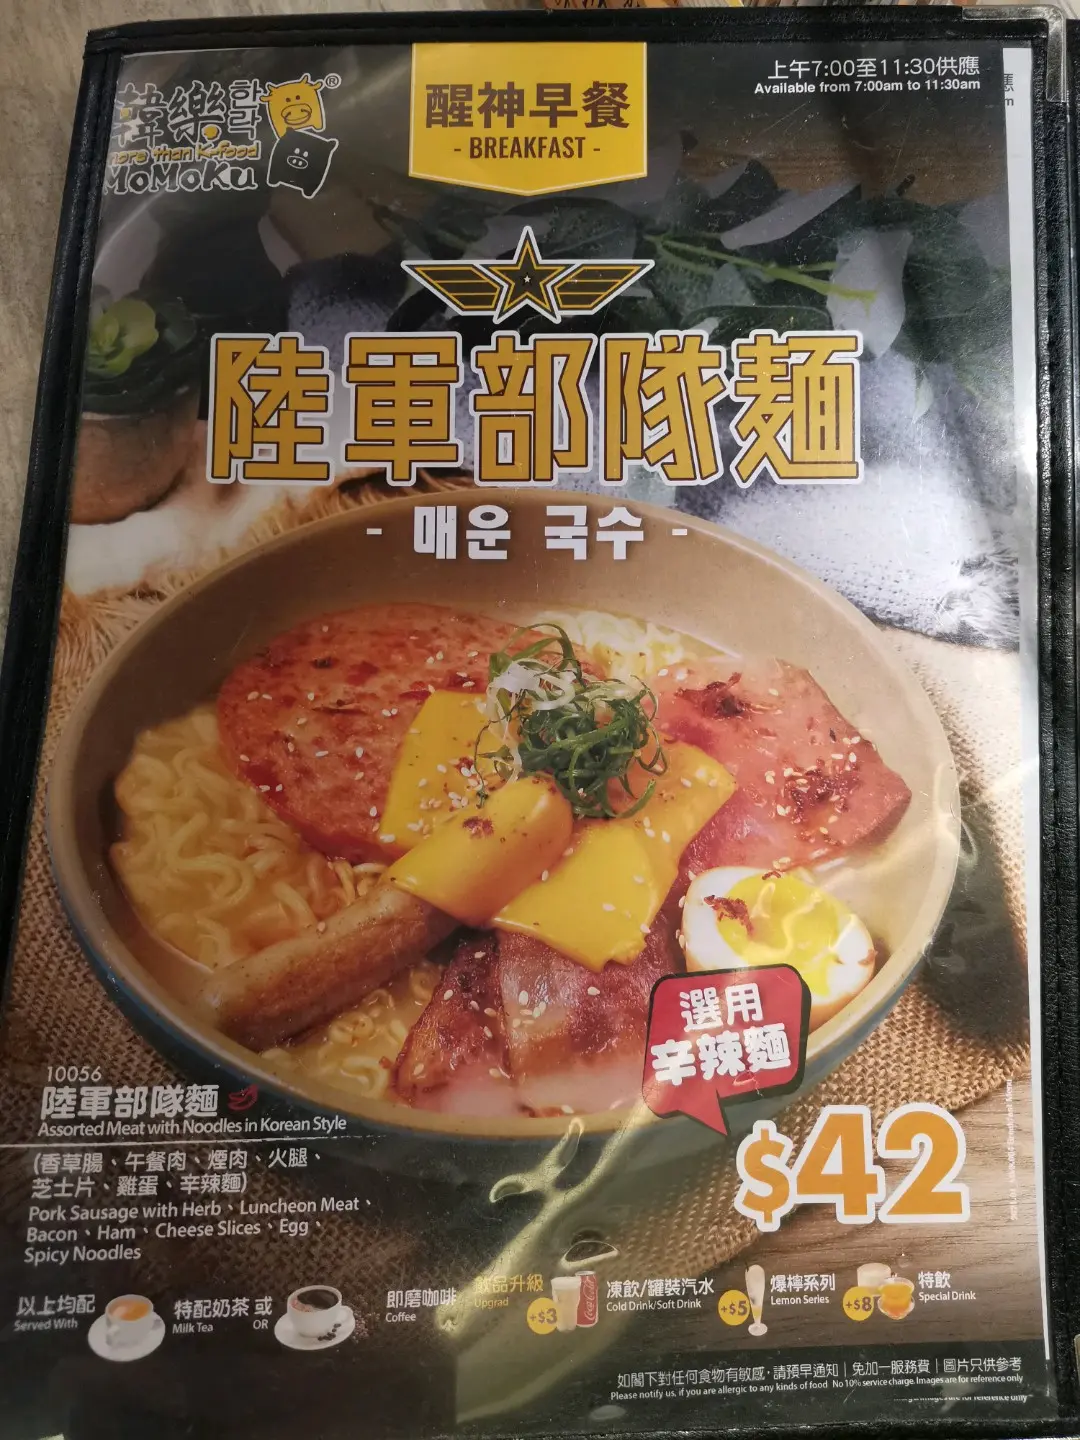 韓樂 한락
more than K-food
MoMoKu ®
醒神早餐
- BREAKFAST -
上午7:00至11:30供應
Available from 7:00am to 11:30am
陸軍部隊麵
- 매운 국수 -
選用
辛辣麵
$42
10056
陸軍部隊麵
Assorted Meat with Noodles in Korean Style
(香草腸、午餐肉、煙肉、火腿、
芝士片、雞蛋、辛辣麵)
Pork Sausage with Herb、Luncheon Meat、
Bacon、Ham、Cheese Slices、Egg、
Spicy Noodles
以上均配
Served With
特配奶茶 或
Milk Tea OR
即磨咖啡
Coffee
飲品升級
Upgrad
+$3
凍飲/罐裝汽水
Cold Drink/Soft Drink
+$5
爆檸系列
Lemon Series
+$8
特飲
Special Drink
如閣下對任何食物有敏感,請預早通知 | 免加一服務費 | 圖片只供參考
Please notify us, if you are allergic to any kinds of food No 10% service charge. Images are for reference only